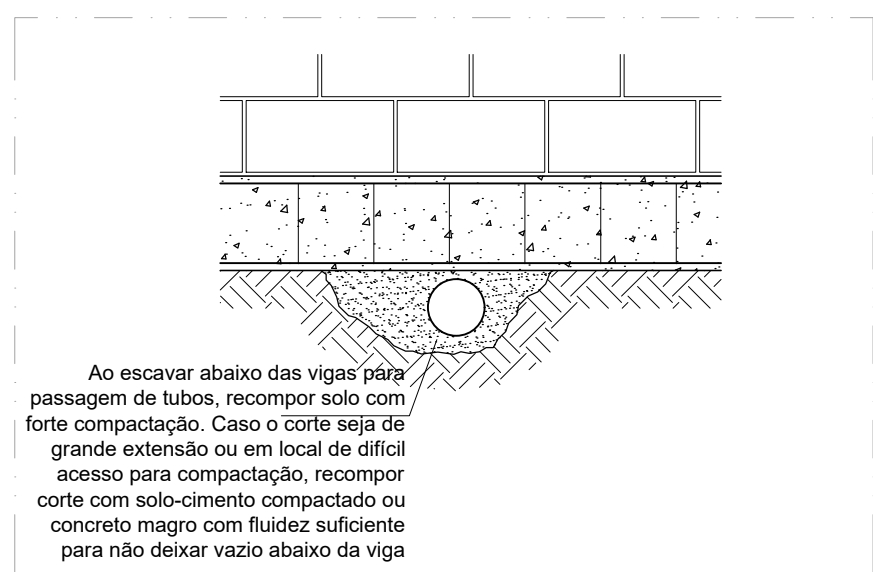 Ao escavar abaixo das vigas para
passagem de tubos, recompor solo com
forte compactação. Caso o corte seja de
grande extensão ou em local de difícil
acesso para compactação, recompor
corte com solo-cimento compactado ou
concreto magro com fluidez suficiente
para não deixar vazio abaixo da viga